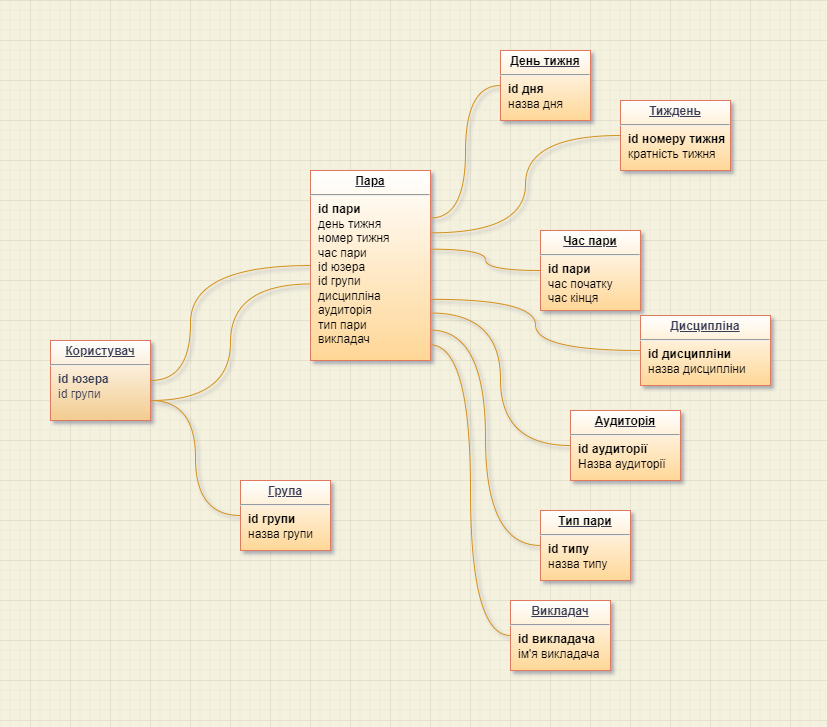 День тижня
id дня
назва дня
Тиждень
id номеру тижня
кратність тижня
Пара
id пари
день тижня
номер тижня
час пари
id юзера
id групи
дисципліна
аудиторія
тип пари
викладач
Час пари
id пари
час початку
час кінця
Дисципліна
id дисципліни
назва дисципліни
Користувач
id юзера
id групи
Аудиторія
id аудиторії
Назва аудиторії
Група
id групи
назва групи
Тип пари
id типу
назва типу
Викладач
id викладача
ім'я викладача